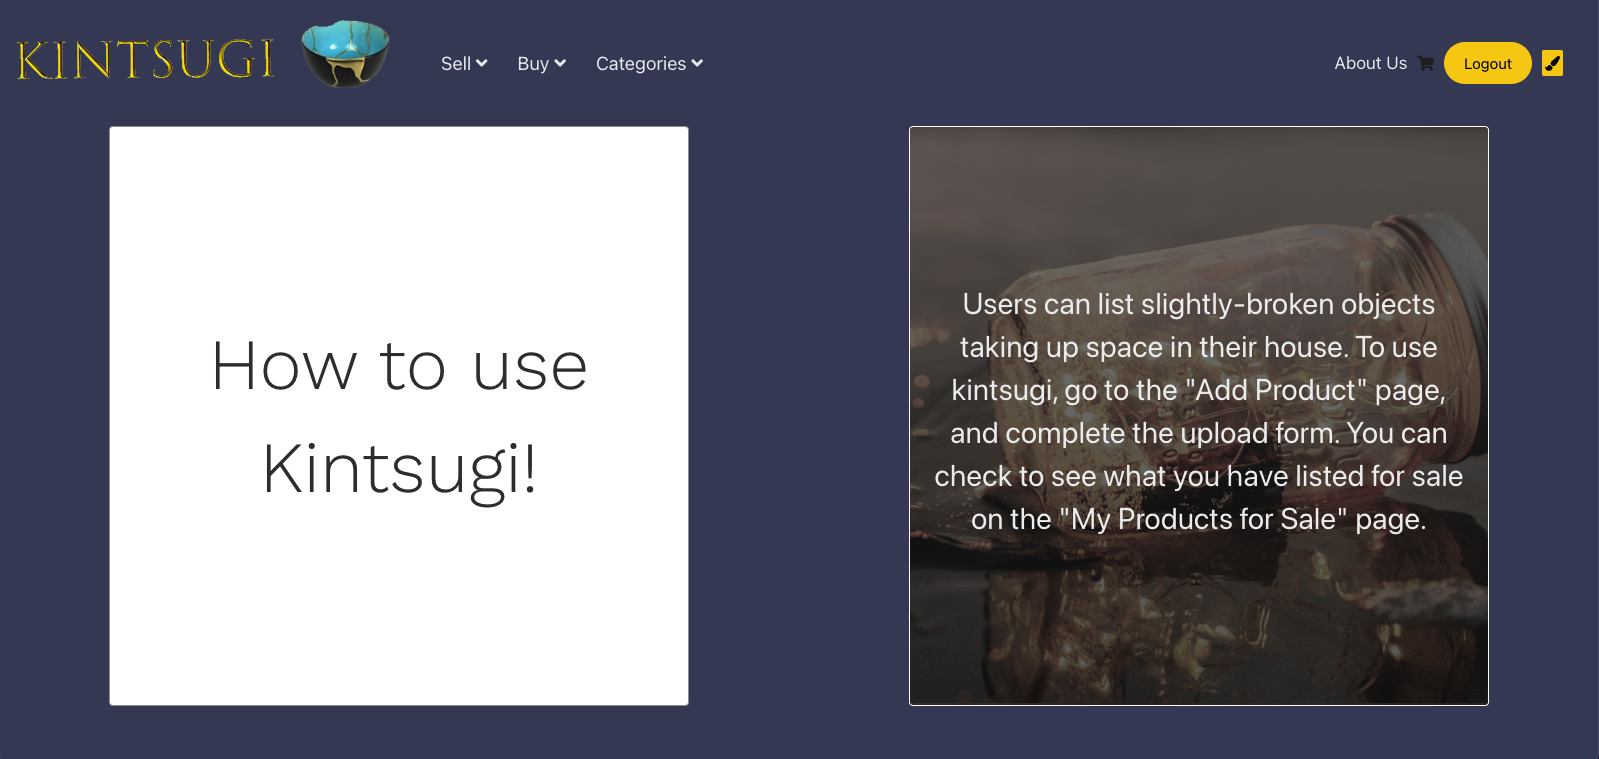 KINTSUGI
Sell
Buy
Categories
About Us
Logout
How to use
Kintsugi!
Users can list slightly-broken objects
taking up space in their house. To use
kintsugi, go to the "Add Product" page,
and complete the upload form. You can
check to see what you have listed for sale
on the "My Products for Sale" page.